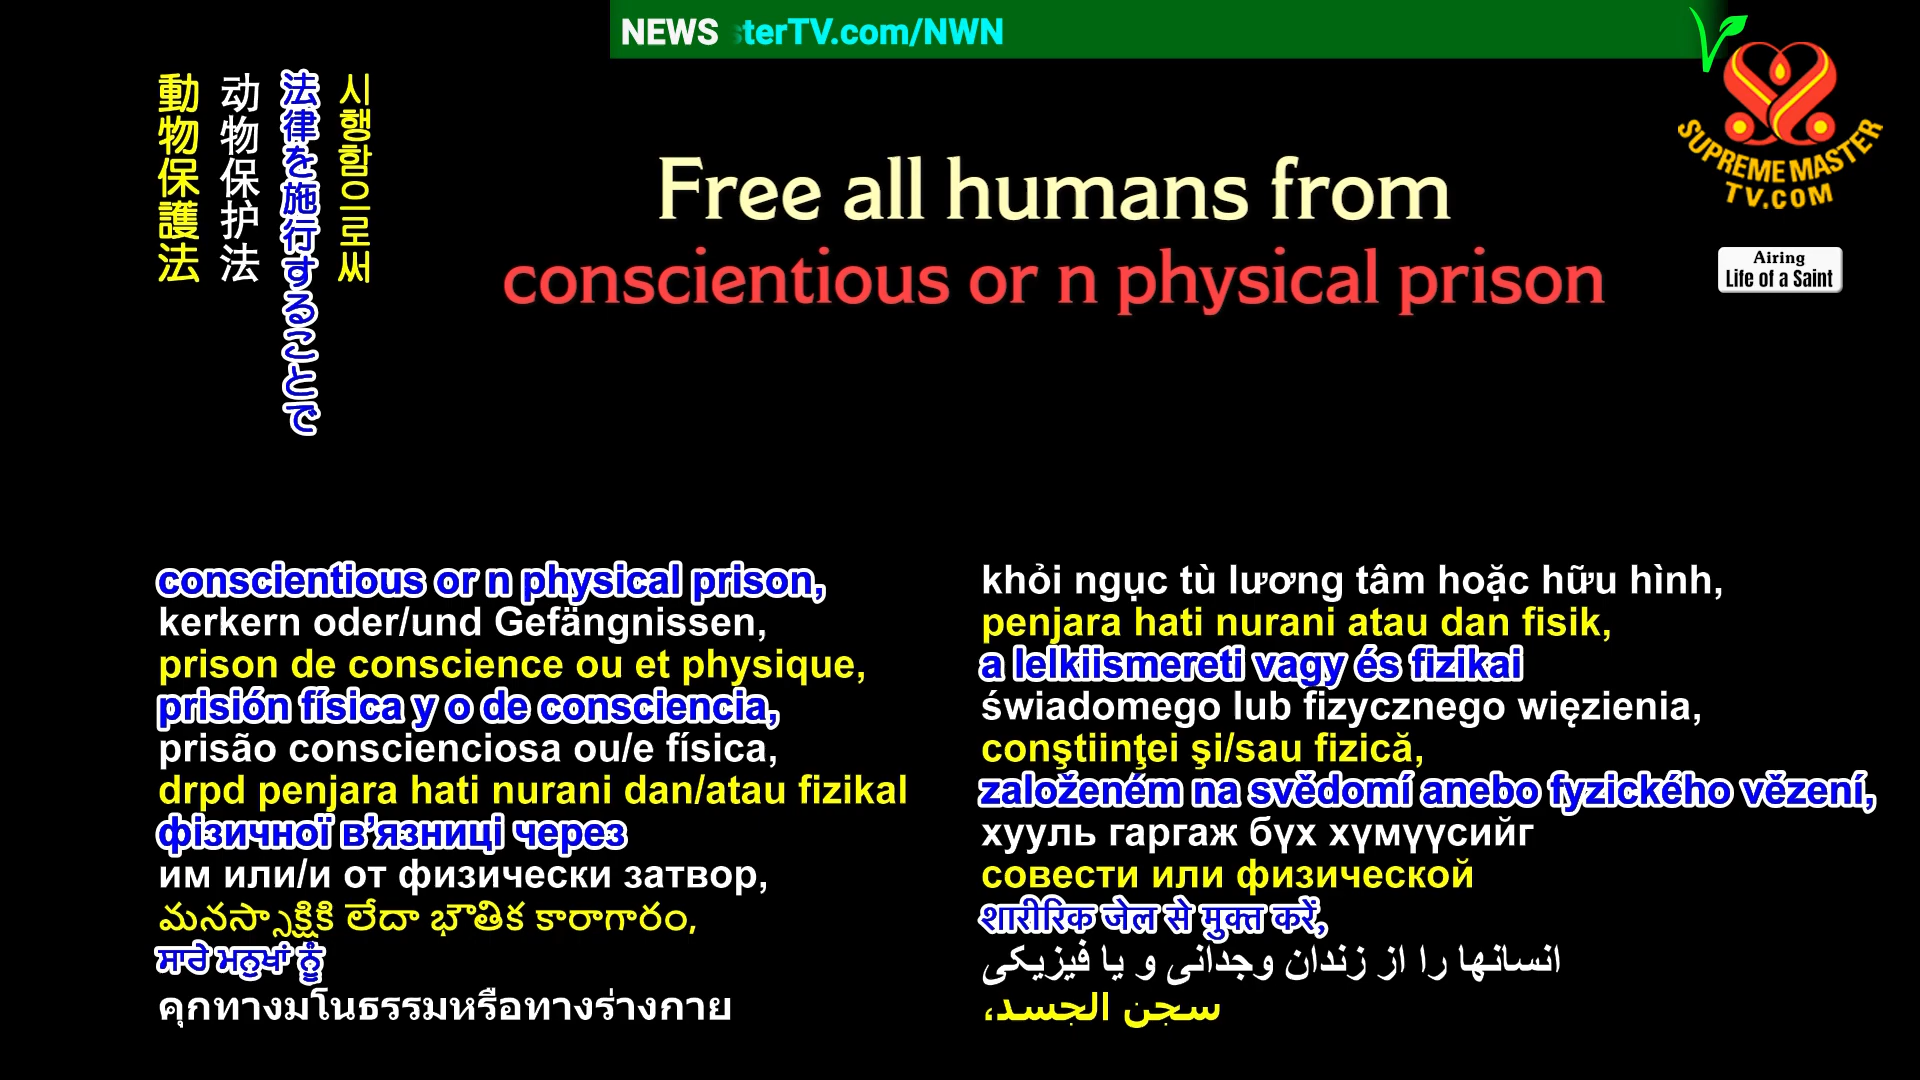 NEWS terTV.com/NWN
SUPREME MASTER
TV.COM
Airing
Life of a Saint
動物保護法
动物保护法
法律を施行することで
시행함으로써
Free all humans from
conscientious or n physical prison
conscientious or n physical prison,
kerkern oder/und Gefängnissen,
prison de conscience ou et physique,
prisión física y o de consciencia,
prisão conscienciosa ou/e física,
drpd penjara hati nurani dan/atau fizikal
фізичної в’язниці через
им или/и от физически затвор,
మనస్సాక్షికి లేదా భౌతిక కారాగారం,
ਸਾਰੇ ਮਨੁਖਾਂ ਨੂੰ
คุกทางมโนธรรมหรือทางร่างกาย
khỏi ngục tù lương tâm hoặc hữu hình,
penjara hati nurani atau dan fisik,
a lelkiismereti vagy és fizikai
świadomego lub fizycznego więzienia,
conştiinţei şi/sau fizică,
založeném na svědomí anebo fyzického vězení,
хууль гаргаж бүх хүмүүсийг
совести или физической
शारीरिक जेल से मुक्त करें,
انسانها را از زندان وجدانی و یا فیزیکی
سجن الجسد،